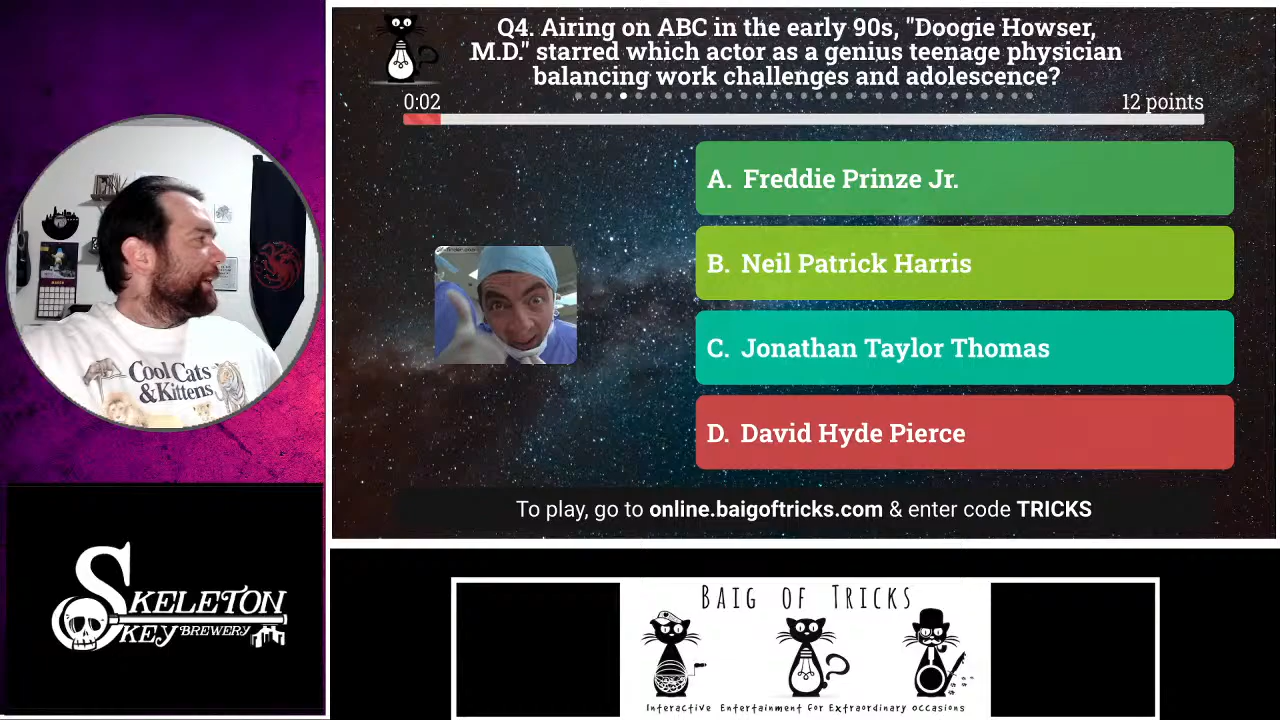 Q4. Airing on ABC in the early 90s, "Doogie Howser,
M.D." starred which actor as a genius teenage physician
balancing work challenges and adolescence?
0:02
12 points
A. Freddie Prinze Jr.
B. Neil Patrick Harris
C. Jonathan Taylor Thomas
D. David Hyde Pierce
To play, go to online.baigoftricks.com & enter code TRICKS
Cool Cats
& Kittens
SKELETON
KEY BREWERY
BAIG OF TRICKS
Interactive Entertainment for Extraordinary Occasions